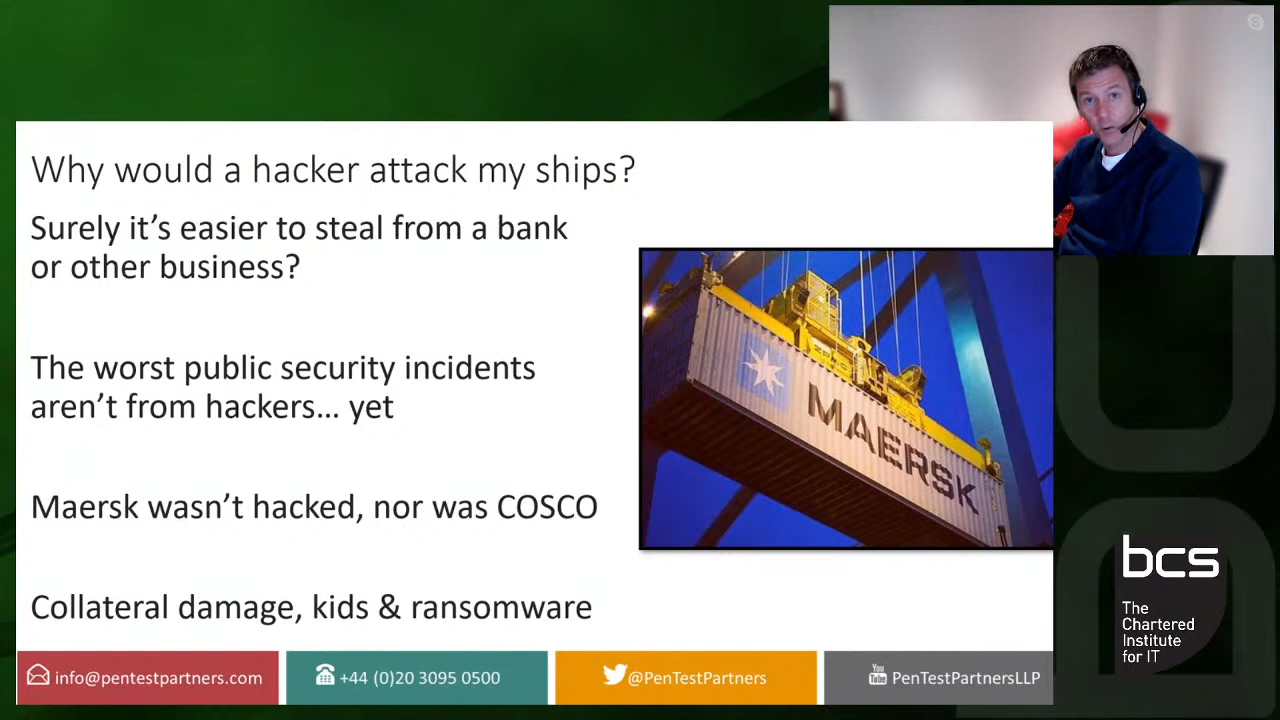 Why would a hacker attack my ships?
Surely it's easier to steal from a bank
or other business?
The worst public security incidents
aren't from hackers... yet
Maersk wasn't hacked, nor was COSCO
Collateral damage, kids & ransomware
MAERSK
info@pentestpartners.com
+44 (0)20 3095 0500
@PenTestPartners
You
Tube
PenTestPartnersLLP
bcs
The
Chartered
Institute
for IT